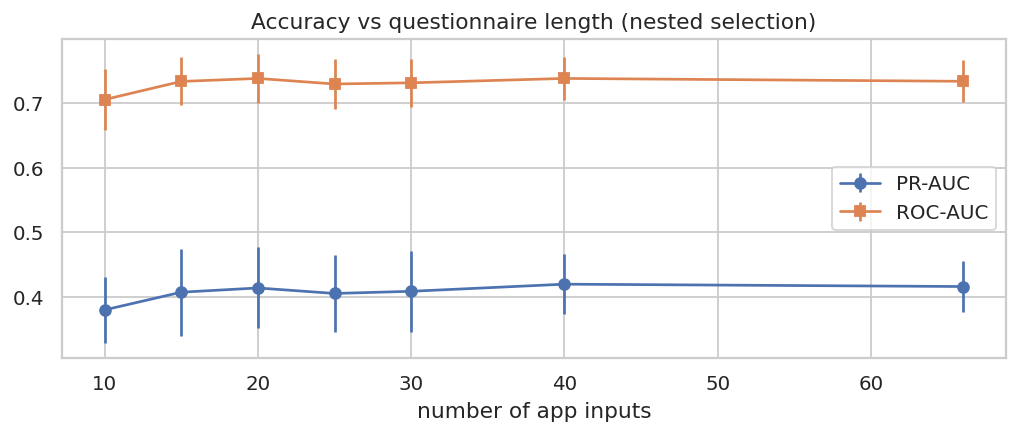 Accuracy vs questionnaire length (nested selection)
0.7
0.6
0.5
0.4
PR-AUC
ROC-AUC
10 20 30 40 50 60
number of app inputs